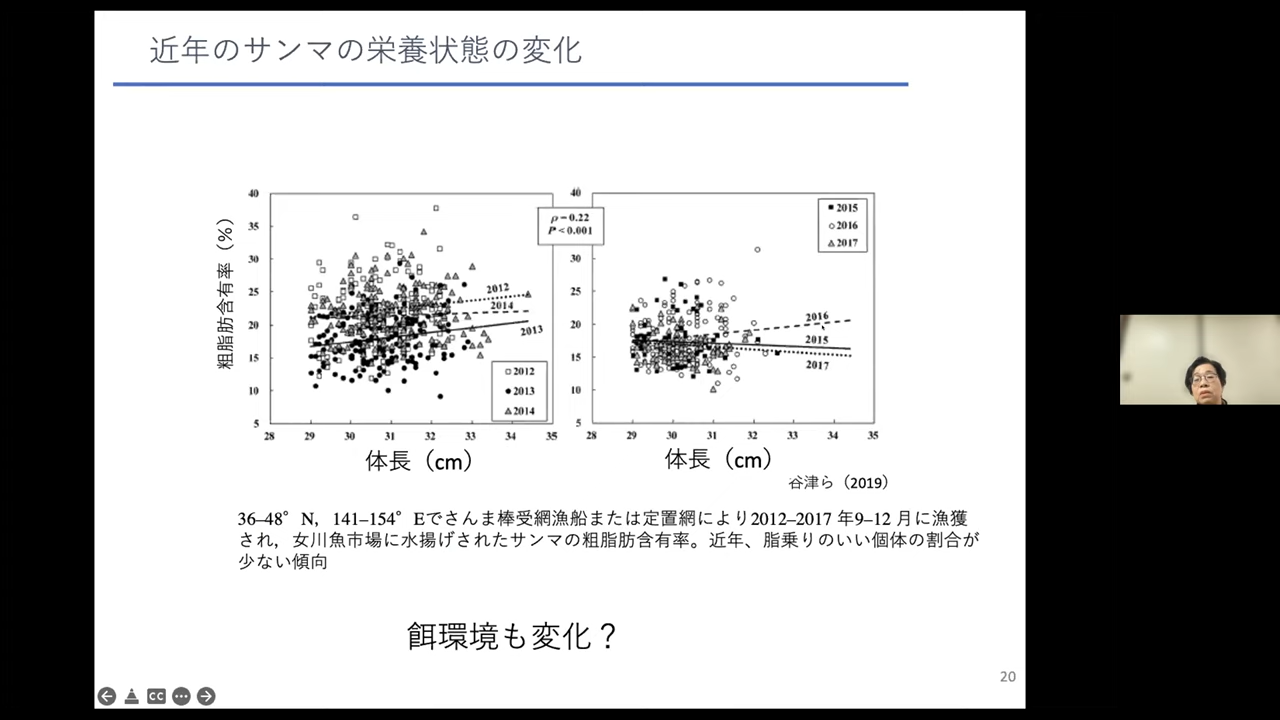 近年のサンマの栄養状態の変化
粗脂肪含有率（%）
40
35
30
25
20
15
10
5
28 29 30 31 32 33 34 35
2012
2014
2013
□ 2012
● 2013
▲ 2014
体長（cm）
ρ=0.22
P<0.001
40
30
25
20
15
10
5
28 29 30 31 32 33 34 35
■ 2015
○ 2016
▲ 2017
2016
2015
2017
体長（cm）
谷津ら（2019）
36–48° N，141–154° Eでさんま棒受網漁船または定置網により2012–2017 年9–12 月に漁獲
され，女川魚市場に水揚げされたサンマの粗脂肪含有率。近年、脂乗りのいい個体の割合が
少ない傾向
餌環境も変化？
20
CC